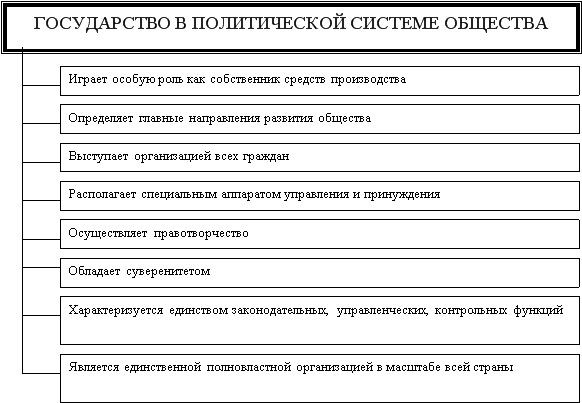 ГОСУДАРСТВО В ПОЛИТИЧЕСКОЙ СИСТЕМЕ ОБЩЕСТВА
Играет особую роль как собственник средств производства
Определяет главные направления развития общества
Выступает организацией всех граждан
Располагает специальным аппаратом управления и принуждения
Осуществляет правотворчество
Обладает суверенитетом
Характеризуется единством законодательных, управленческих, контрольных функций
Является единственной полновластной организацией в масштабе всей страны